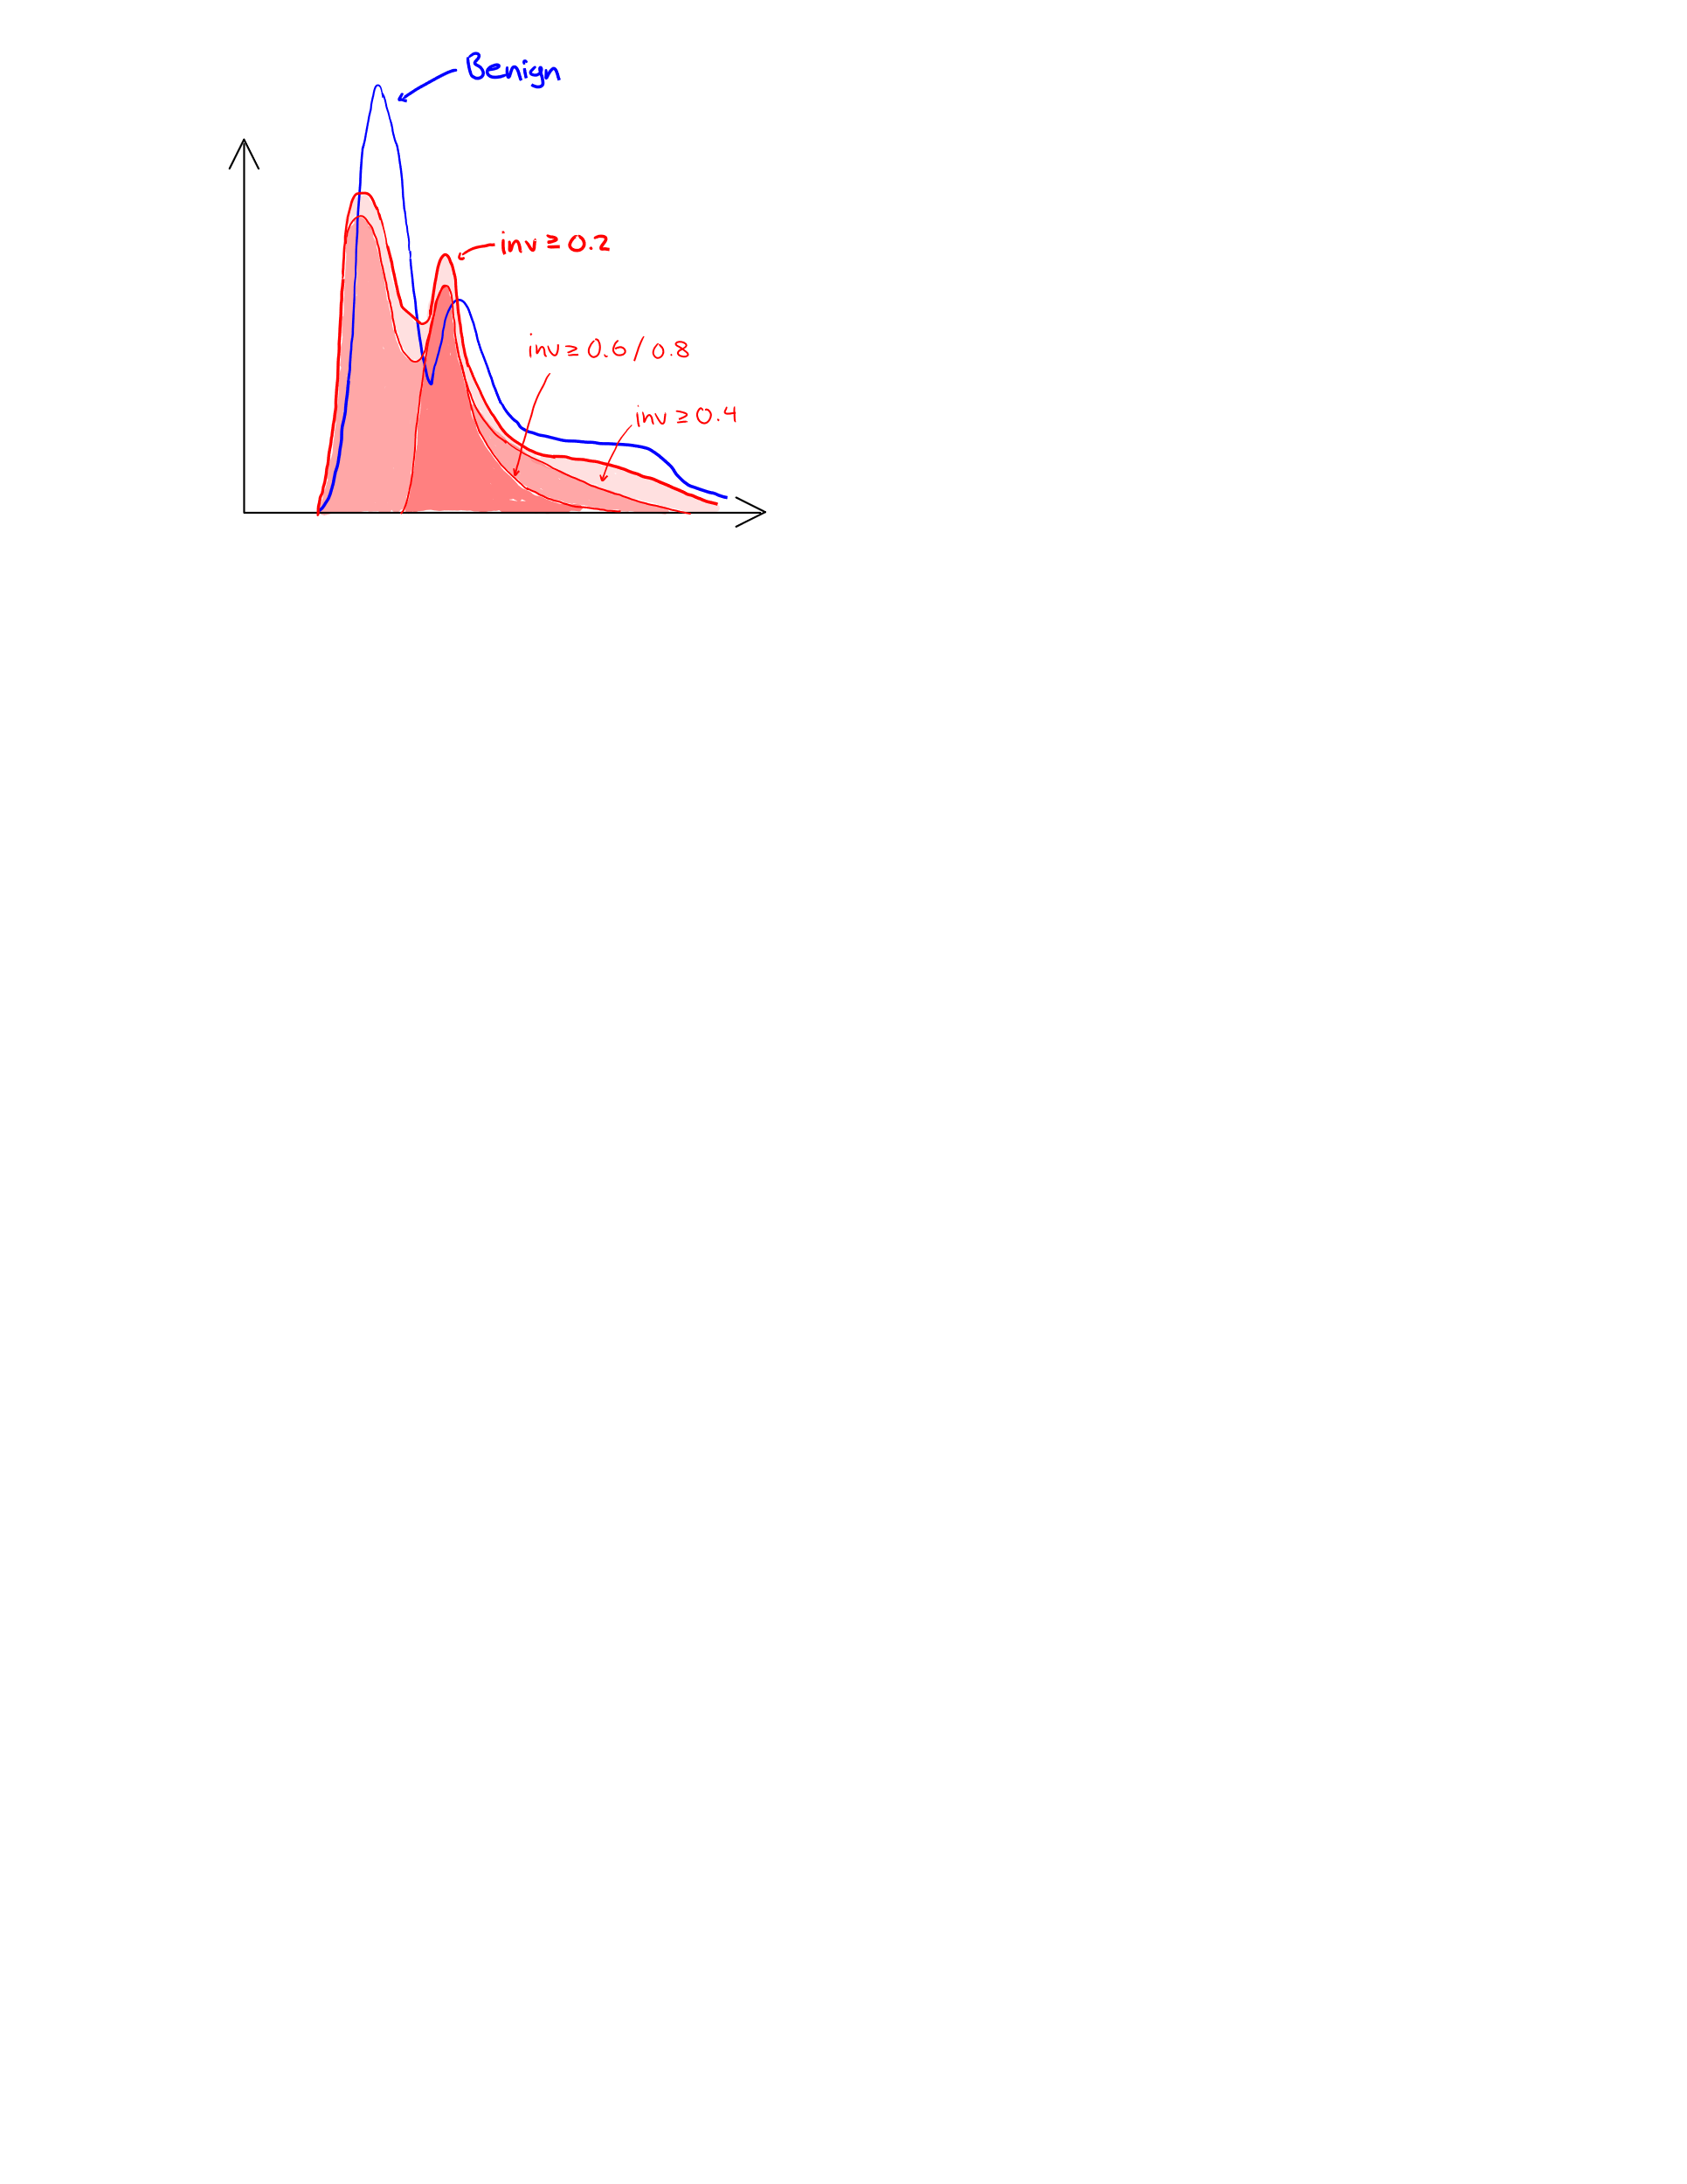 Benign
inv ≥ 0.2
inv ≥ 0.6/0.8
inv ≥ 0.4